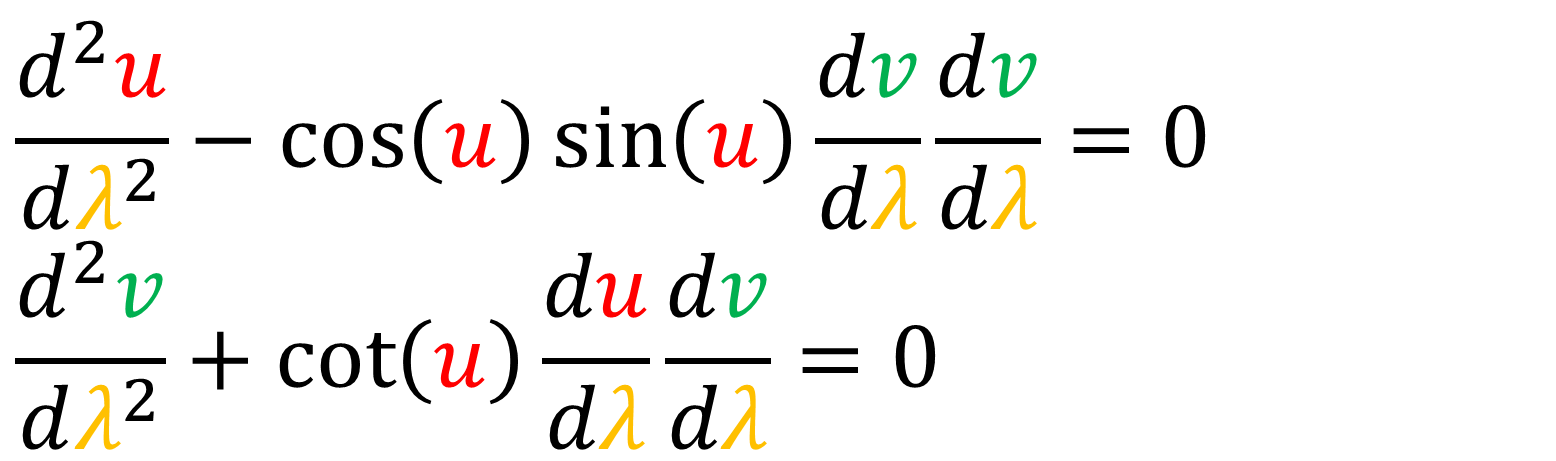 d²u/dλ² − cos(u) sin(u) dv/dλ dv/dλ = 0
d²v/dλ² + cot(u) du/dλ dv/dλ = 0